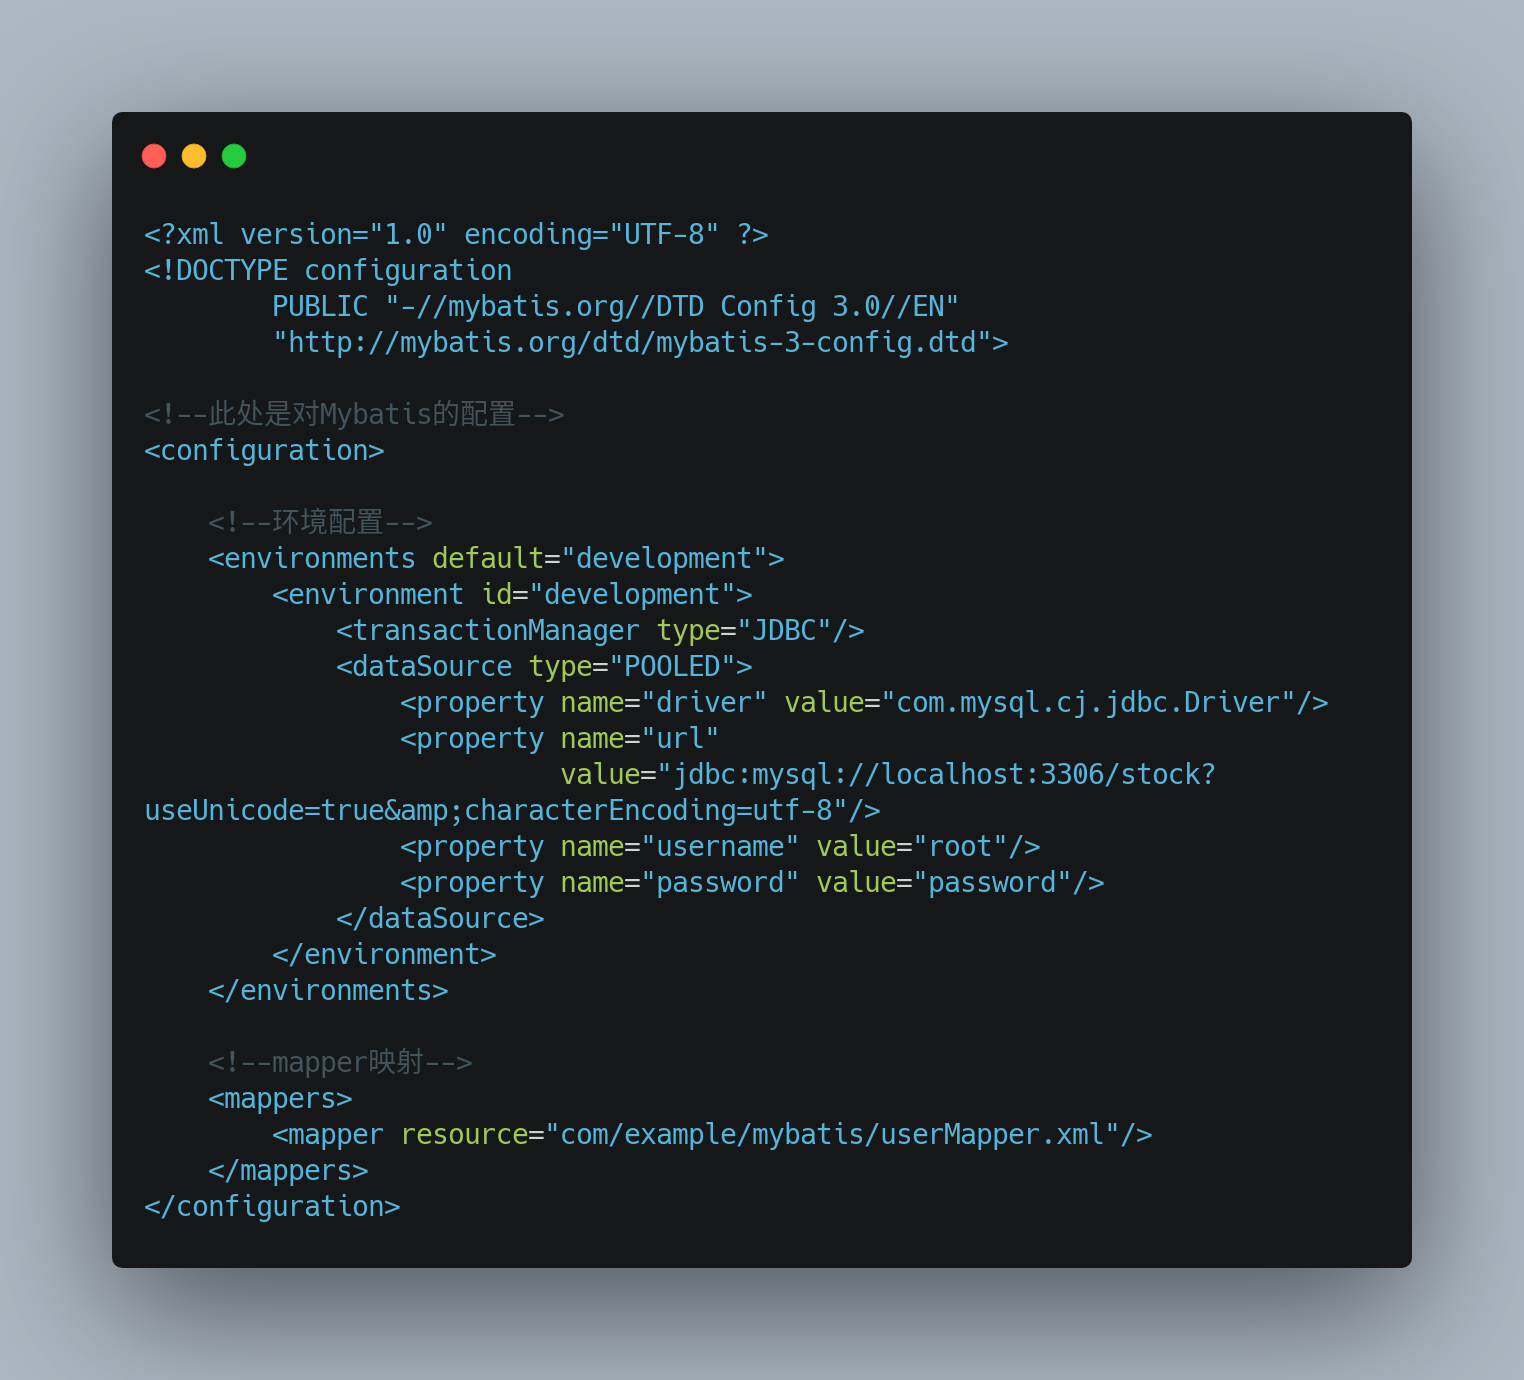 <?xml version="1.0" encoding="UTF-8" ?>
<!DOCTYPE configuration
        PUBLIC "-//mybatis.org//DTD Config 3.0//EN"
        "http://mybatis.org/dtd/mybatis-3-config.dtd">

<!--此处是对Mybatis的配置-->
<configuration>

    <!--环境配置-->
    <environments default="development">
        <environment id="development">
            <transactionManager type="JDBC"/>
            <dataSource type="POOLED">
                <property name="driver" value="com.mysql.cj.jdbc.Driver"/>
                <property name="url"
                          value="jdbc:mysql://localhost:3306/stock?
useUnicode=true&amp;characterEncoding=utf-8"/>
                <property name="username" value="root"/>
                <property name="password" value="password"/>
            </dataSource>
        </environment>
    </environments>

    <!--mapper映射-->
    <mappers>
        <mapper resource="com/example/mybatis/userMapper.xml"/>
    </mappers>
</configuration>